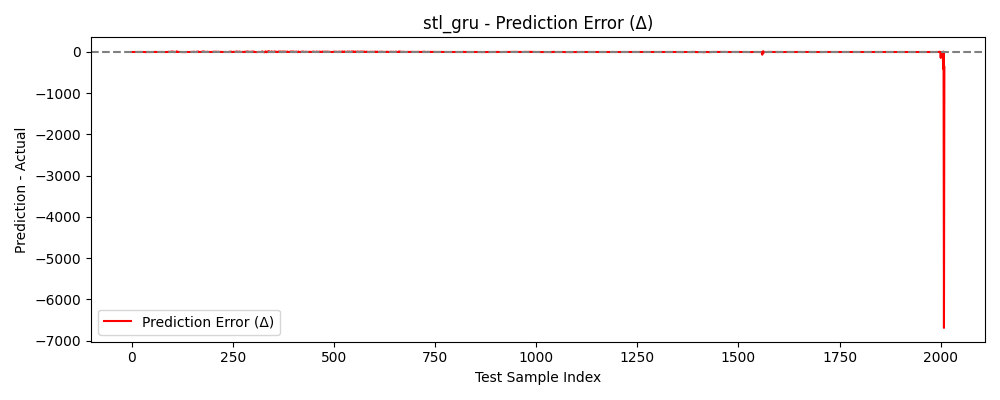 stl_gru - Prediction Error (Δ)
0
−1000
−2000
−3000
−4000
−5000
−6000
−7000
Prediction - Actual
Prediction Error (Δ)
0 250 500 750 1000 1250 1500 1750 2000
Test Sample Index